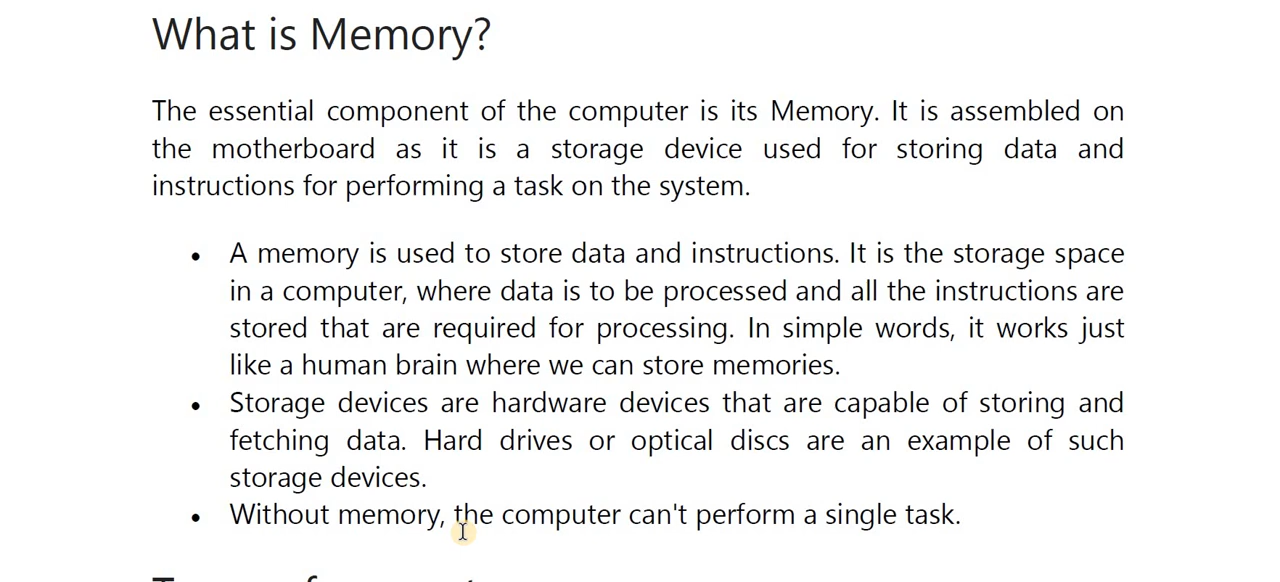 What is Memory?
The essential component of the computer is its Memory. It is assembled on
the motherboard as it is a storage device used for storing data and
instructions for performing a task on the system.
• A memory is used to store data and instructions. It is the storage space
in a computer, where data is to be processed and all the instructions are
stored that are required for processing. In simple words, it works just
like a human brain where we can store memories.
• Storage devices are hardware devices that are capable of storing and
fetching data. Hard drives or optical discs are an example of such
storage devices.
• Without memory, the computer can't perform a single task.